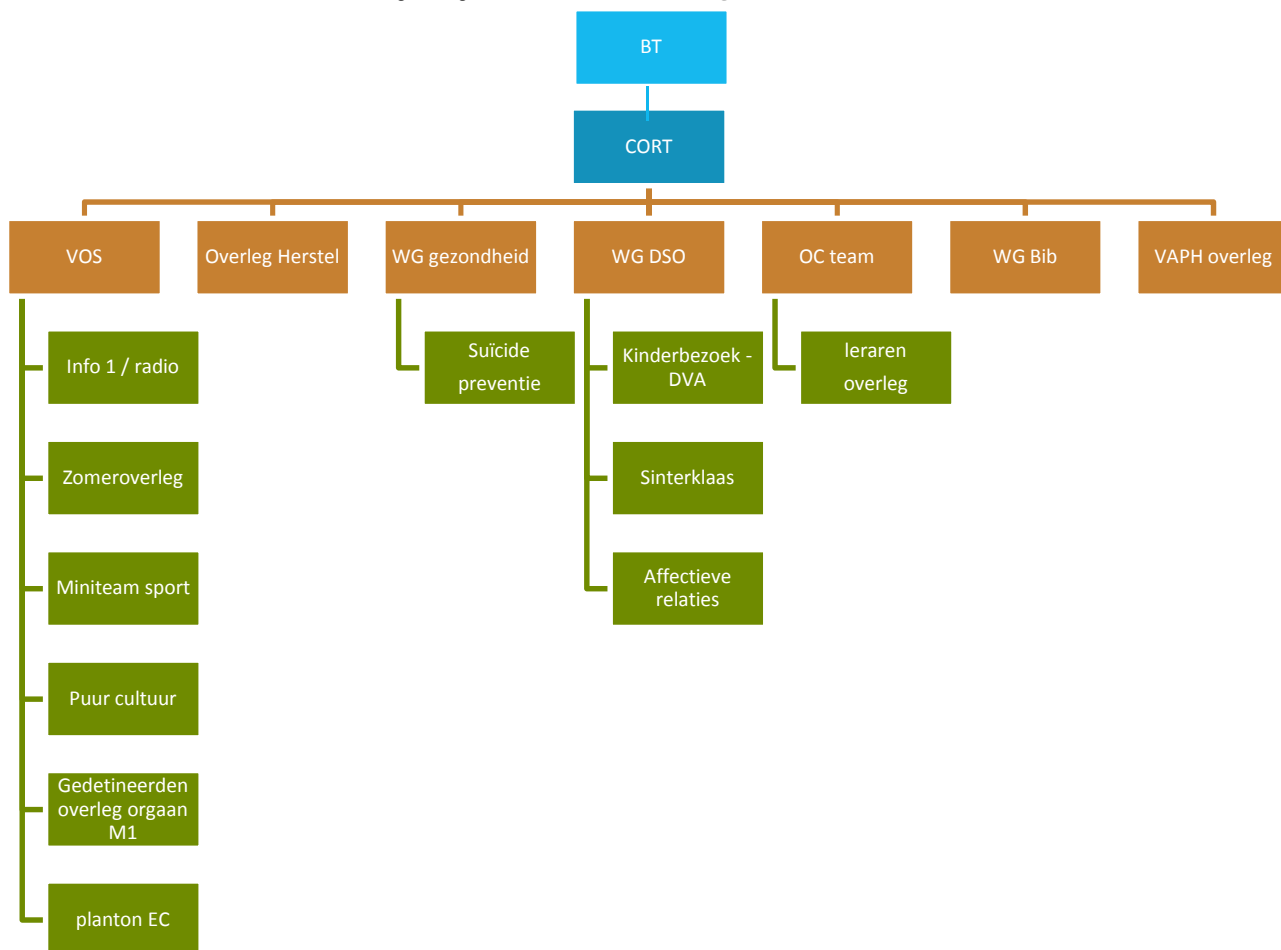 BT
CORT
VOS
Overleg Herstel
WG gezondheid
WG DSO
OC team
WG Bib
VAPH overleg
Info 1 / radio
Zomeroverleg
Miniteam sport
Puur cultuur
Gedetineerden
overleg orgaan
M1
planton EC
Suïcide
preventie
Kinderbezoek -
DVA
Sinterklaas
Affectieve
relaties
leraren
overleg